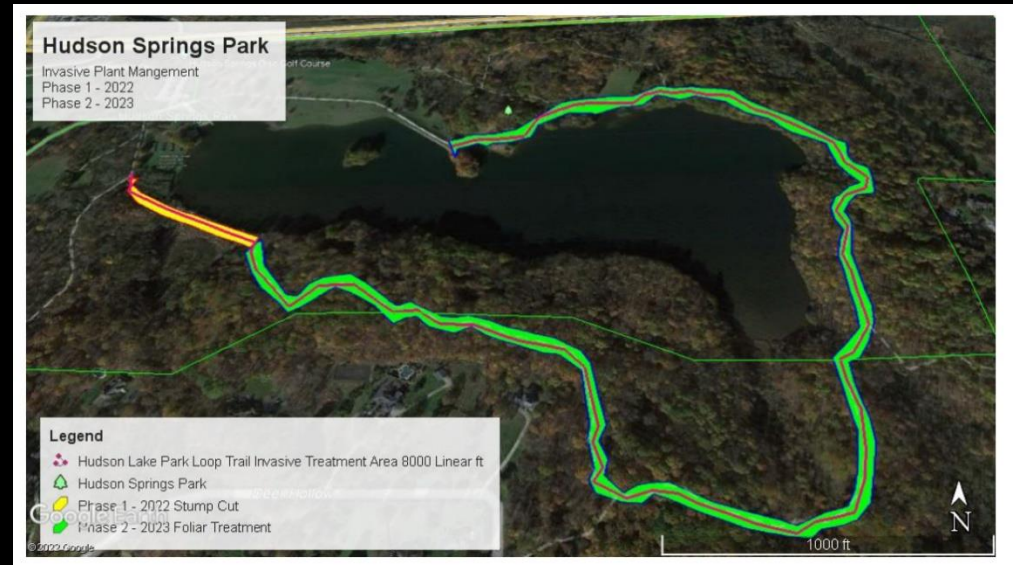 Hudson Springs Park
Invasive Plant Mangement
Phase 1 - 2022
Phase 2 - 2023
Golf Course
Legend
Hudson Lake Park Loop Trail Invasive Treatment Area 8000 Linear ft
Hudson Springs Park
Phase 1 - 2022 Stump Cut
Phase 2 - 2023 Foliar Treatment
Google Earth
©2022 Google
N
1000 ft